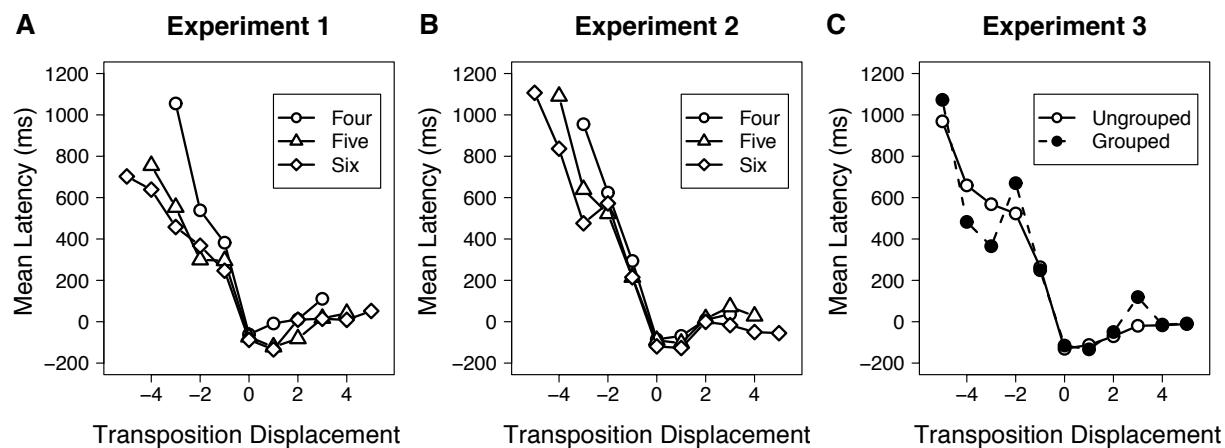 A Experiment 1
Mean Latency (ms)
1200
1000
800
600
400
200
0
−200
Four
Five
Six
−4 −2 0 2 4
Transposition Displacement
B Experiment 2
Mean Latency (ms)
1200
1000
800
600
400
200
0
−200
Four
Five
Six
−4 −2 0 2 4
Transposition Displacement
C Experiment 3
Mean Latency (ms)
1200
1000
800
600
400
200
0
−200
Ungrouped
Grouped
−4 −2 0 2 4
Transposition Displacement